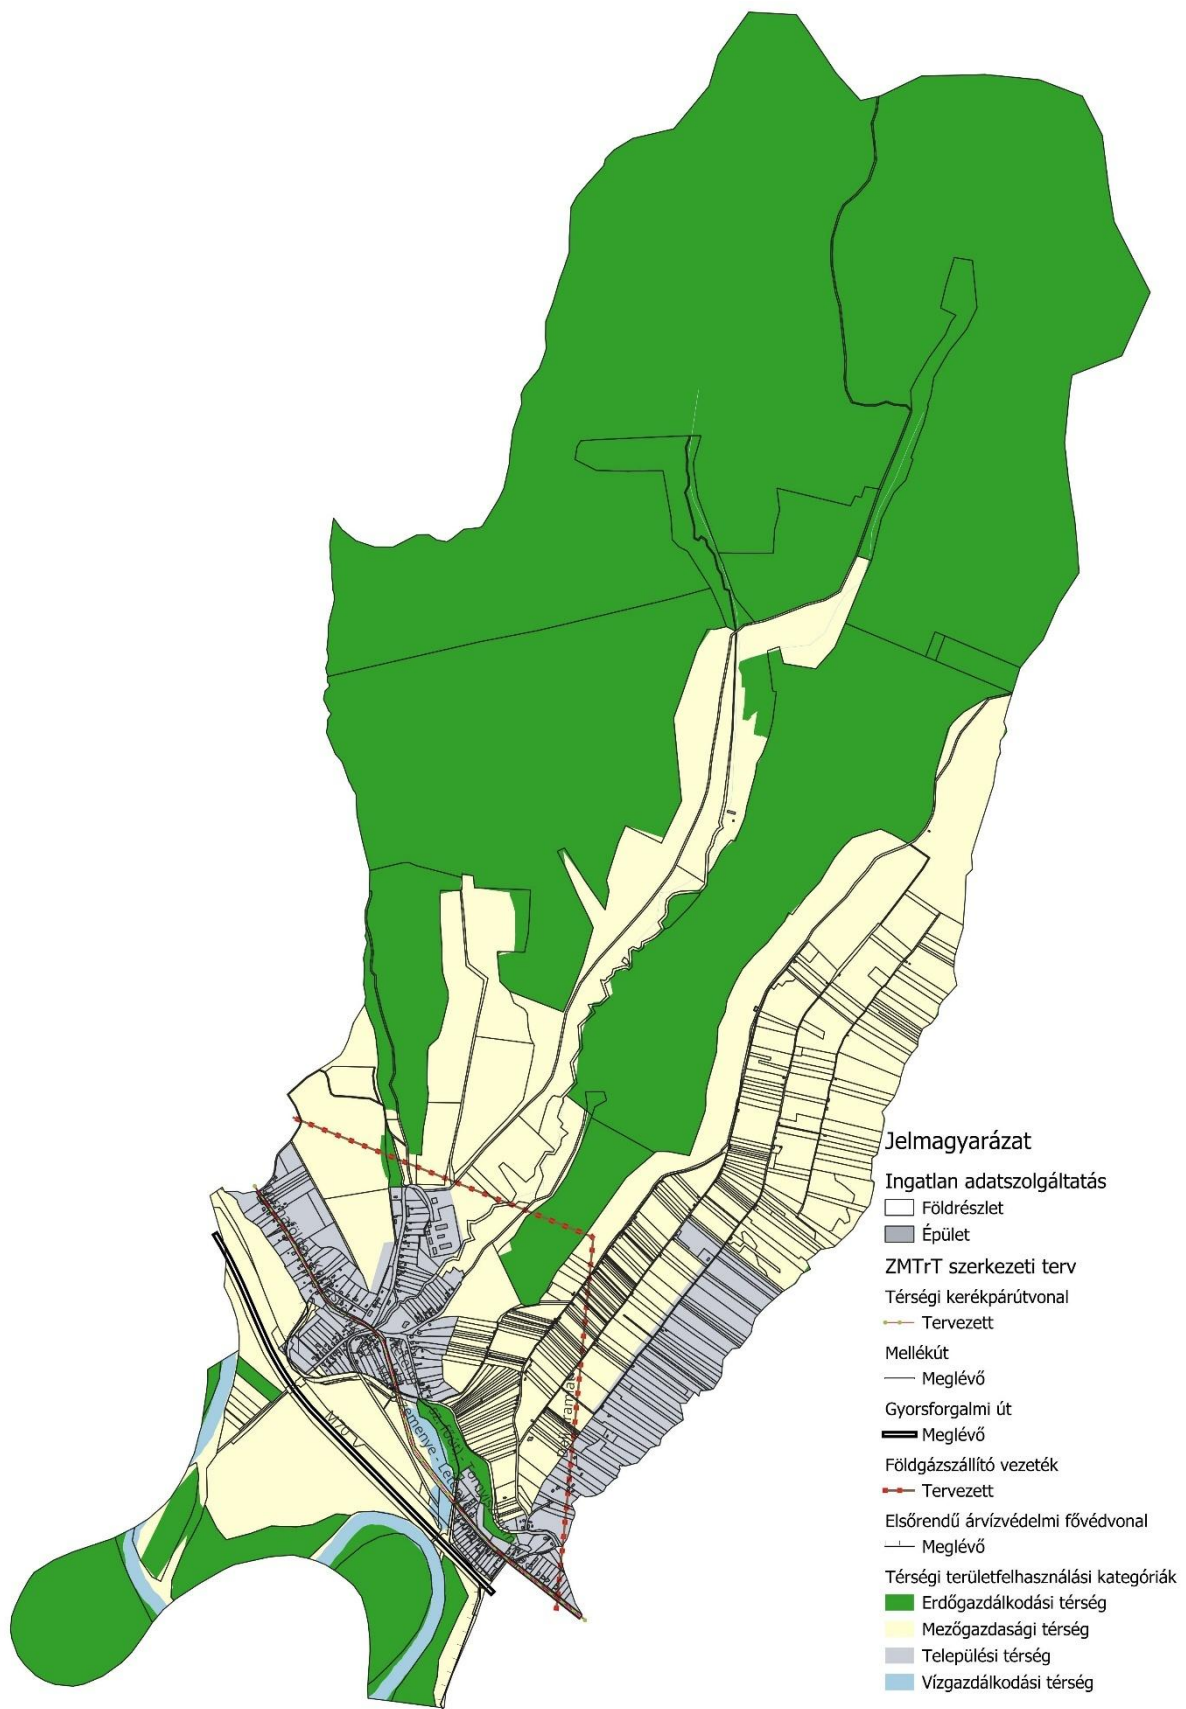 Jelmagyarázat
Ingatlan adatszolgáltatás
Földrészlet
Épület
ZMTrT szerkezeti terv
Térségi kerékpárútvonal
Tervezett
Mellékút
Meglévő
Gyorsforgalmi út
Meglévő
Földgázszállító vezeték
Tervezett
Elsőrendű árvízvédelmi fővédvonal
Meglévő
Térségi területfelhasználási kategóriák
Erdőgazdálkodási térség
Mezőgazdasági térség
Települési térség
Vízgazdálkodási térség
M70 V